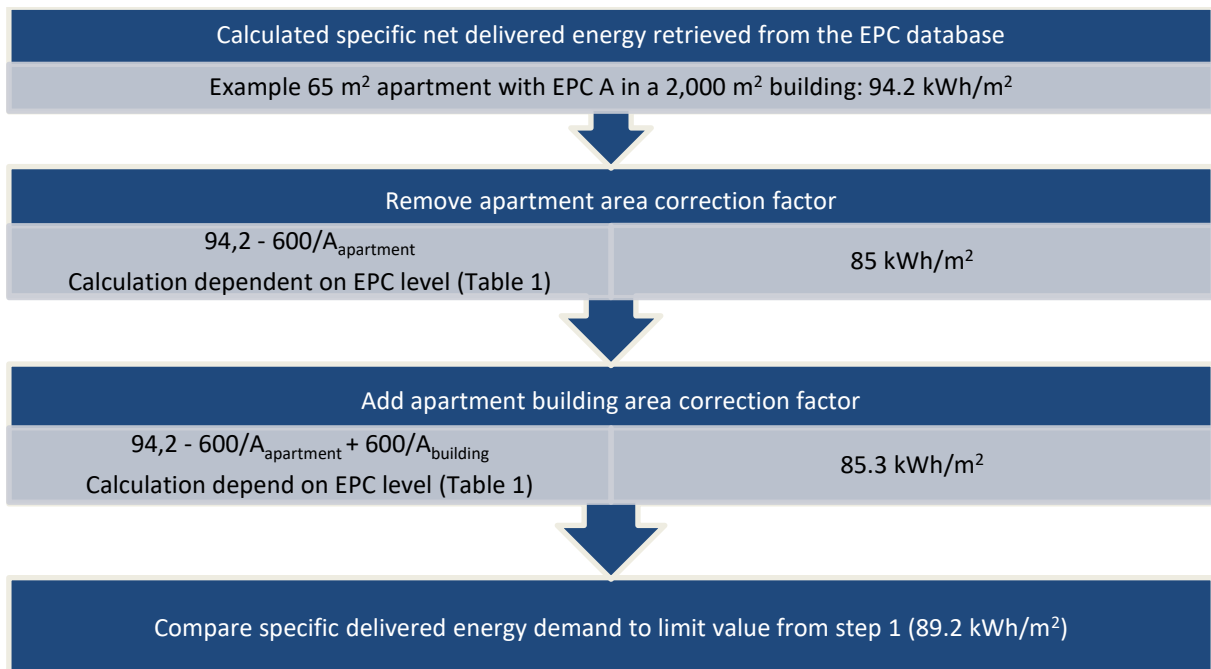 Calculated specific net delivered energy retrieved from the EPC database
Example 65 m² apartment with EPC A in a 2,000 m² building: 94.2 kWh/m²
Remove apartment area correction factor
94,2 - 600/Aapartment
Calculation dependent on EPC level (Table 1)
85 kWh/m²
Add apartment building area correction factor
94,2 - 600/Aapartment + 600/Abuilding
Calculation depend on EPC level (Table 1)
85.3 kWh/m²
Compare specific delivered energy demand to limit value from step 1 (89.2 kWh/m²)